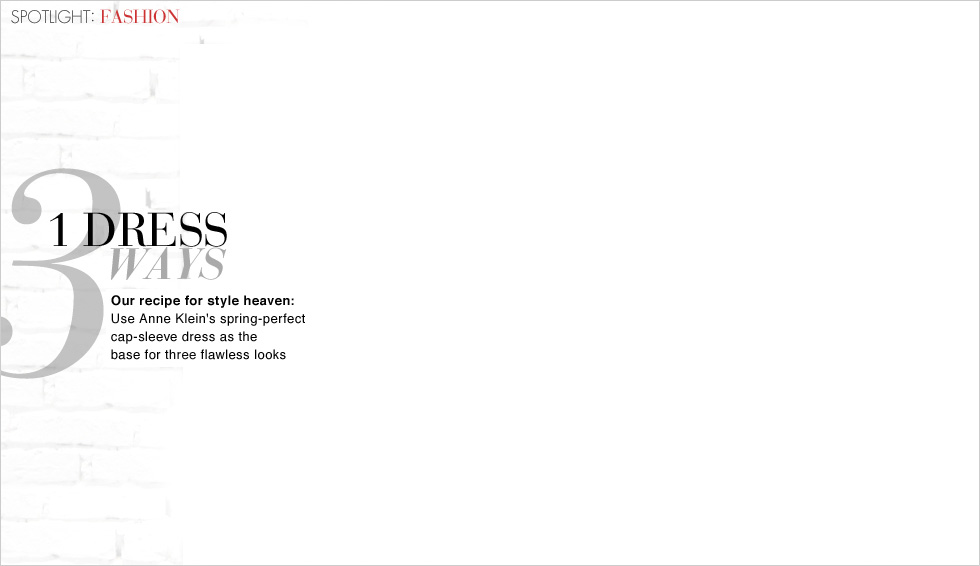 SPOTLIGHT: FASHION
1 DRESS
3 WAYS
Our recipe for style heaven:
Use Anne Klein's spring-perfect
cap-sleeve dress as the
base for three flawless looks